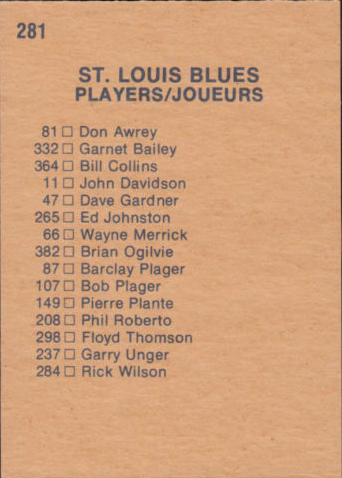 281
ST. LOUIS BLUES
PLAYERS/JOUEURS
81 □ Don Awrey
332 □ Garnet Bailey
364 □ Bill Collins
11 □ John Davidson
47 □ Dave Gardner
265 □ Ed Johnston
66 □ Wayne Merrick
382 □ Brian Ogilvie
87 □ Barclay Plager
107 □ Bob Plager
149 □ Pierre Plante
208 □ Phil Roberto
298 □ Floyd Thomson
237 □ Garry Unger
284 □ Rick Wilson